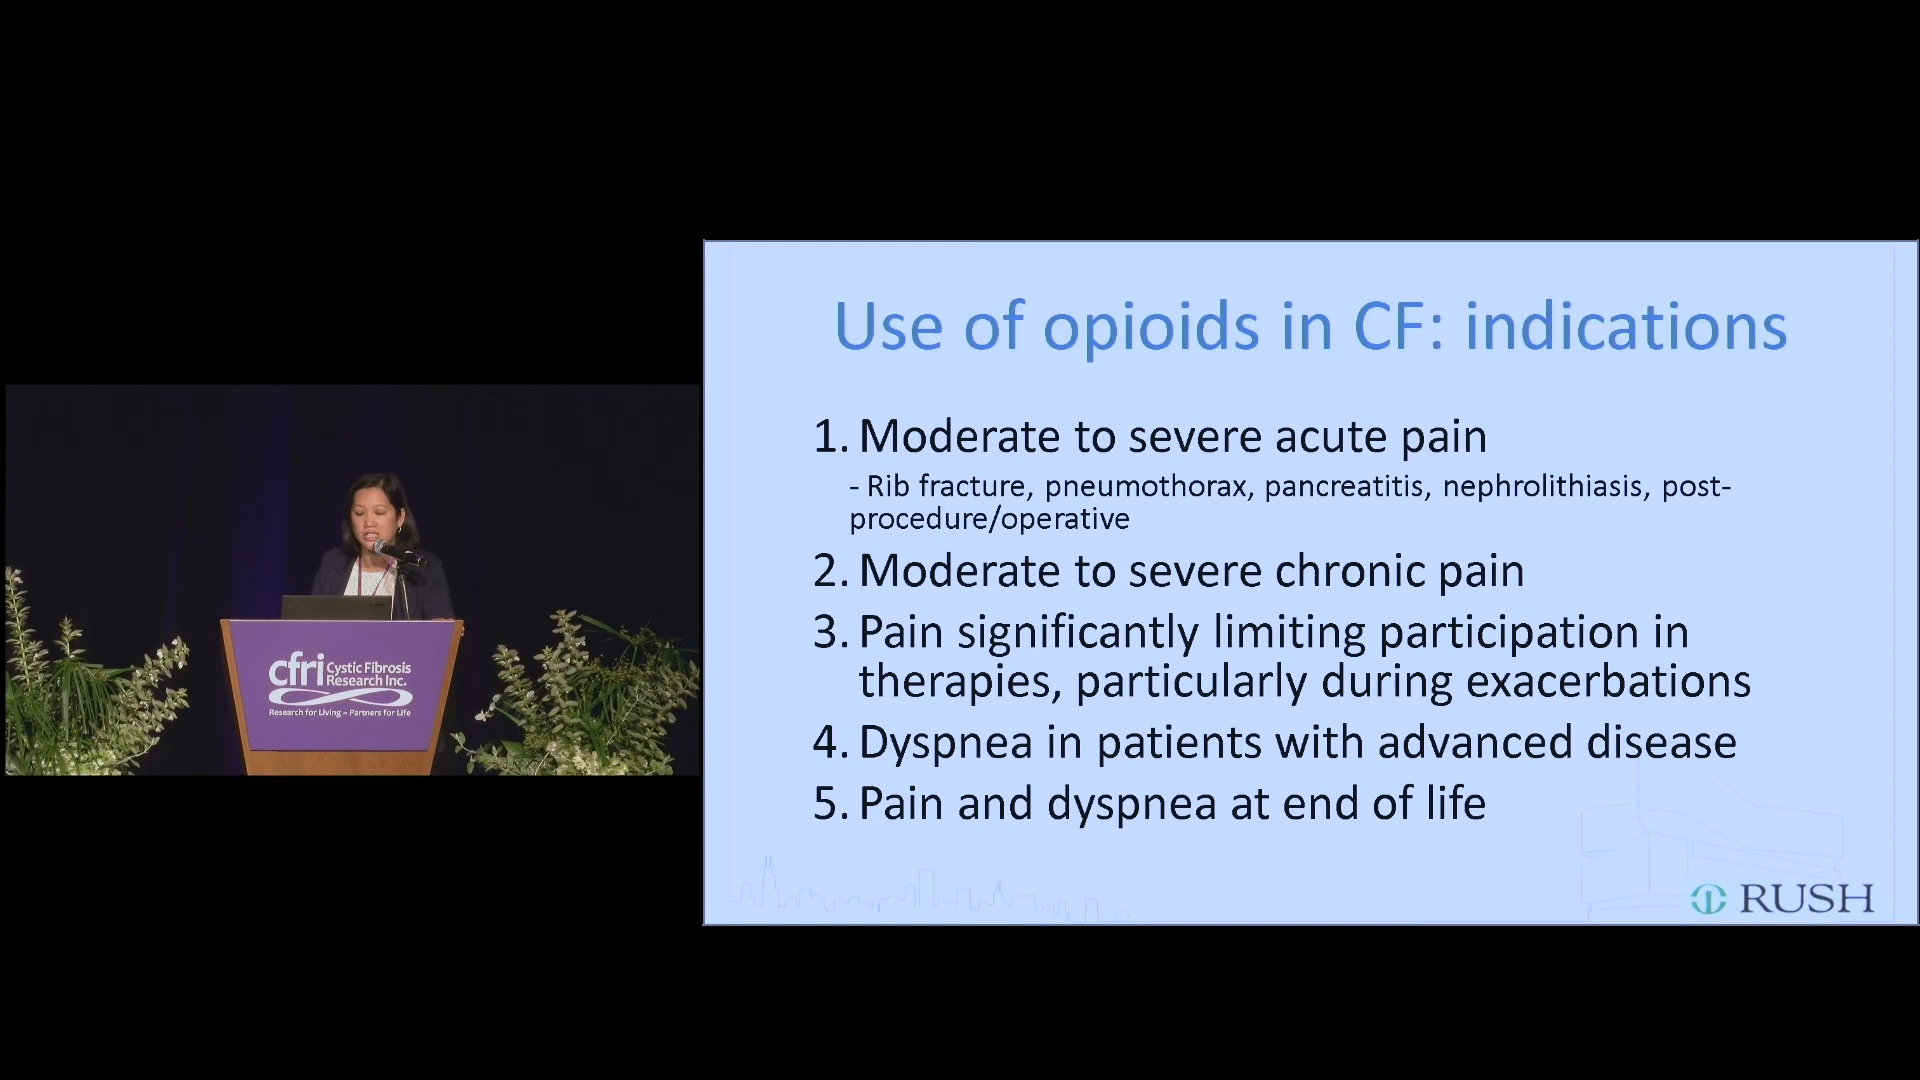 Use of opioids in CF: indications
1. Moderate to severe acute pain
- Rib fracture, pneumothorax, pancreatitis, nephrolithiasis, post-
procedure/operative
2. Moderate to severe chronic pain
3. Pain significantly limiting participation in
therapies, particularly during exacerbations
4. Dyspnea in patients with advanced disease
5. Pain and dyspnea at end of life
RUSH
cfri Cystic Fibrosis
Research Inc.
Research for Living ~ Partners for Life